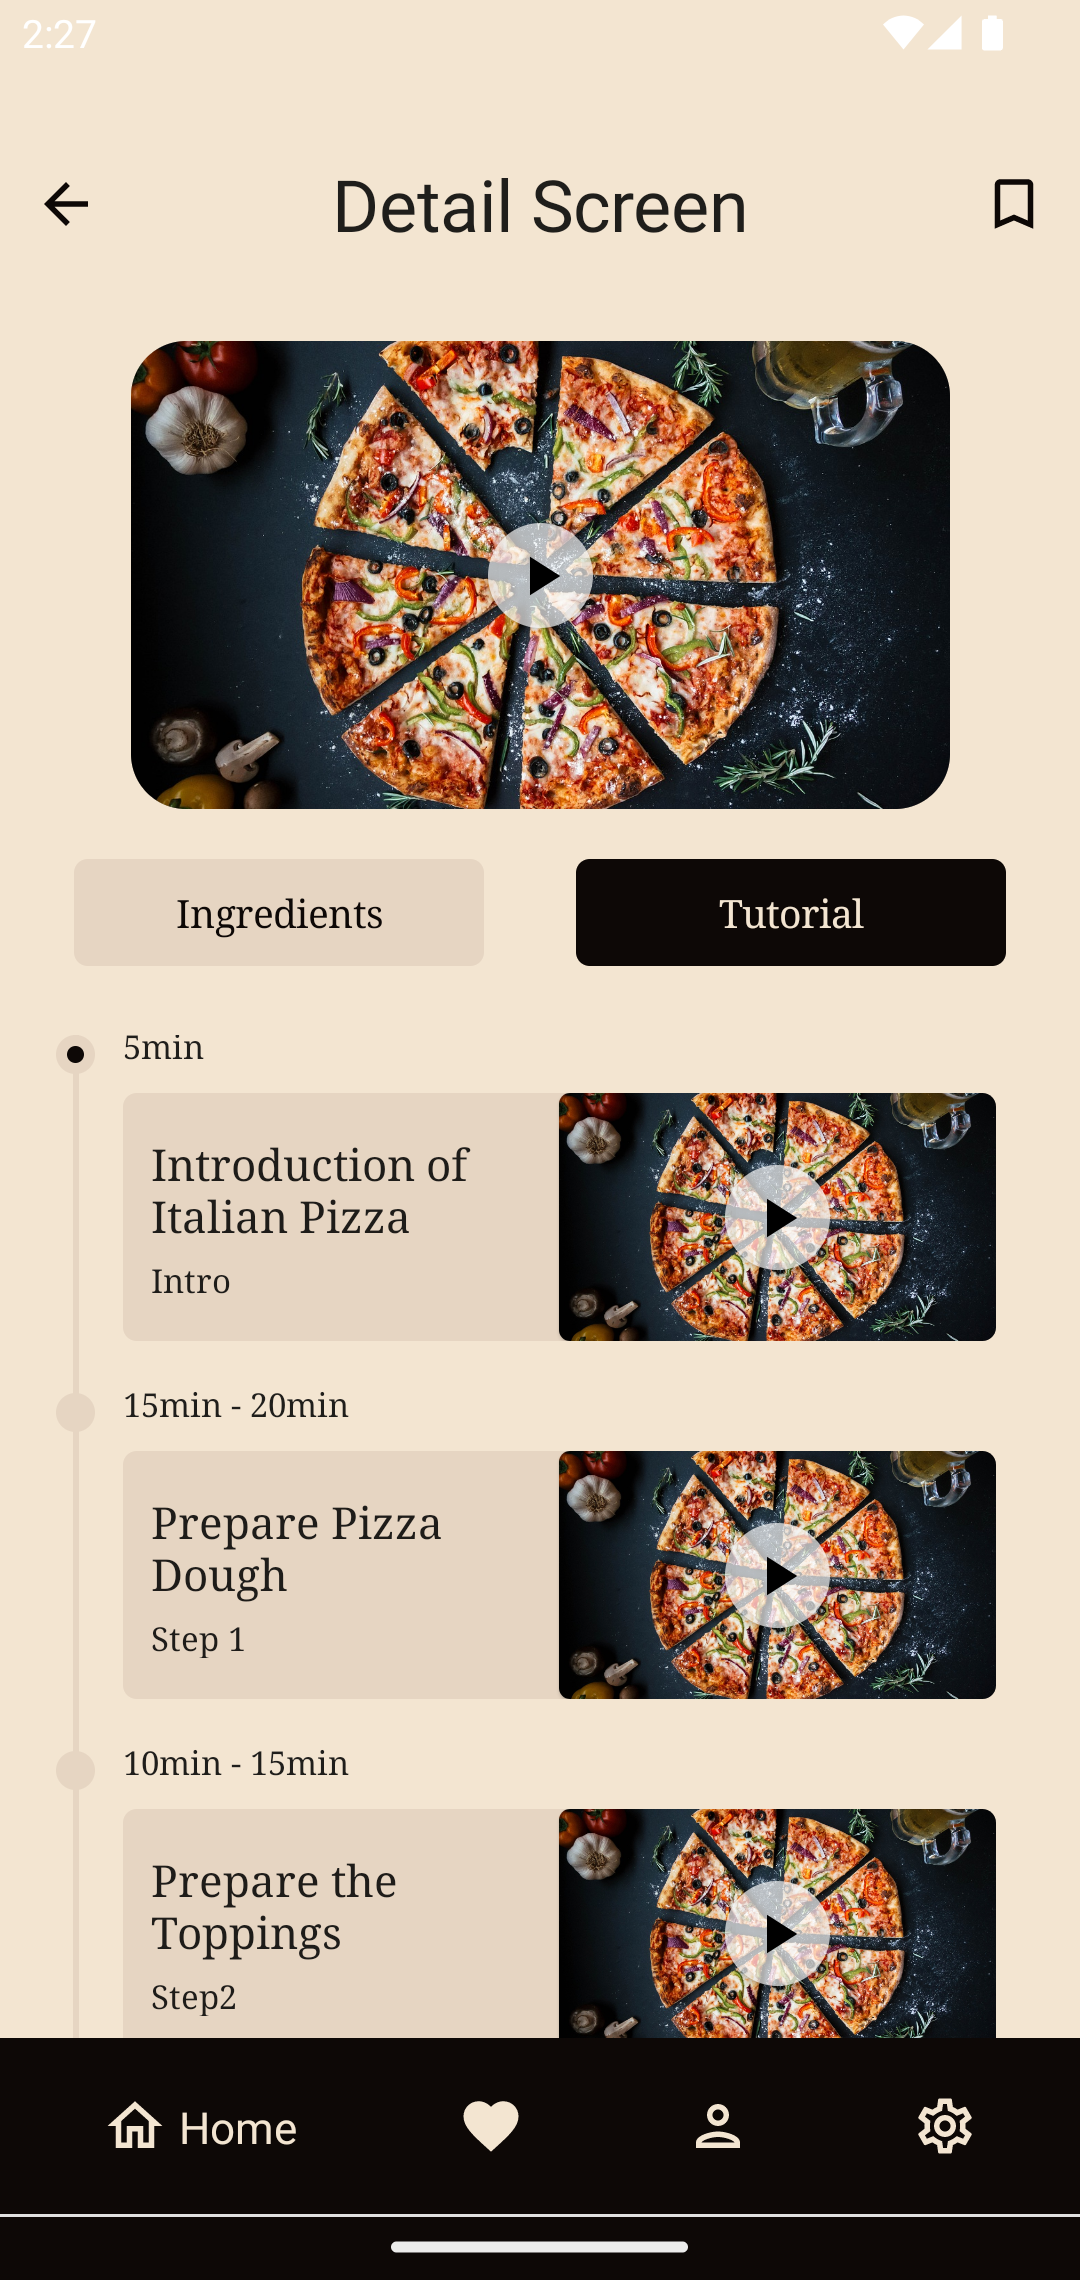 2:27
Detail Screen
Ingredients
Tutorial
5min
Introduction of
Italian Pizza
Intro
15min - 20min
Prepare Pizza
Dough
Step 1
10min - 15min
Prepare the
Toppings
Step2
Home